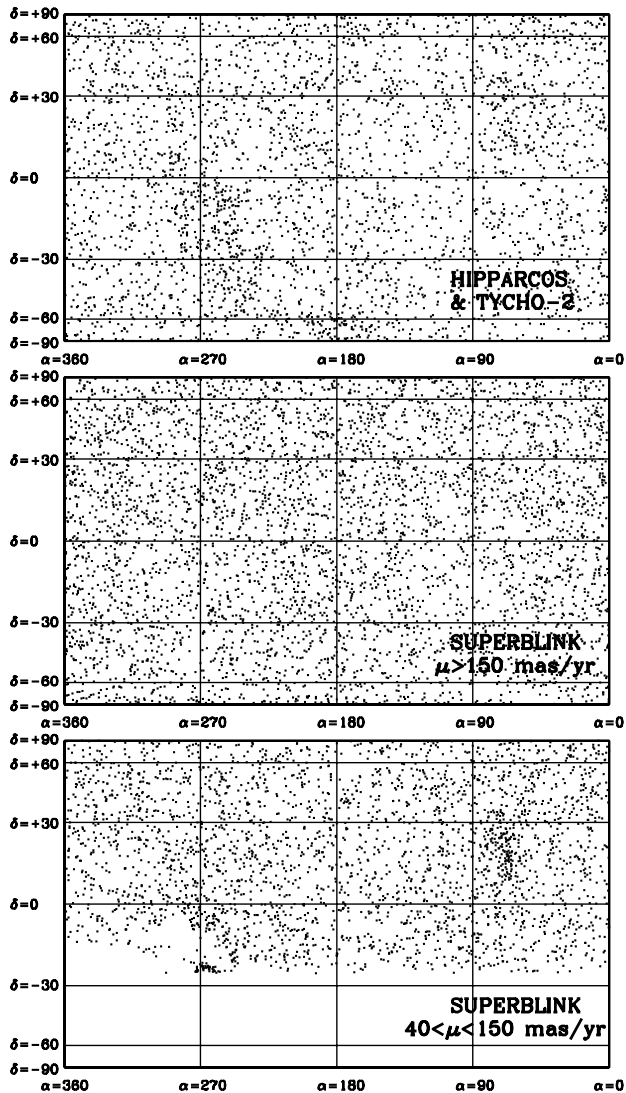 δ=+90
δ=+60
δ=+30
δ=0
δ=−30
HIPPARCOS
& TYCHO−2
δ=−60
δ=−90
α=360 α=270 α=180 α=90 α=0
δ=+90
δ=+60
δ=+30
δ=0
δ=−30
SUPERBLINK
μ>150 mas/yr
δ=−60
δ=−90
α=360 α=270 α=180 α=90 α=0
δ=+90
δ=+60
δ=+30
δ=0
δ=−30
SUPERBLINK
40<μ<150 mas/yr
δ=−60
δ=−90
α=360 α=270 α=180 α=90 α=0